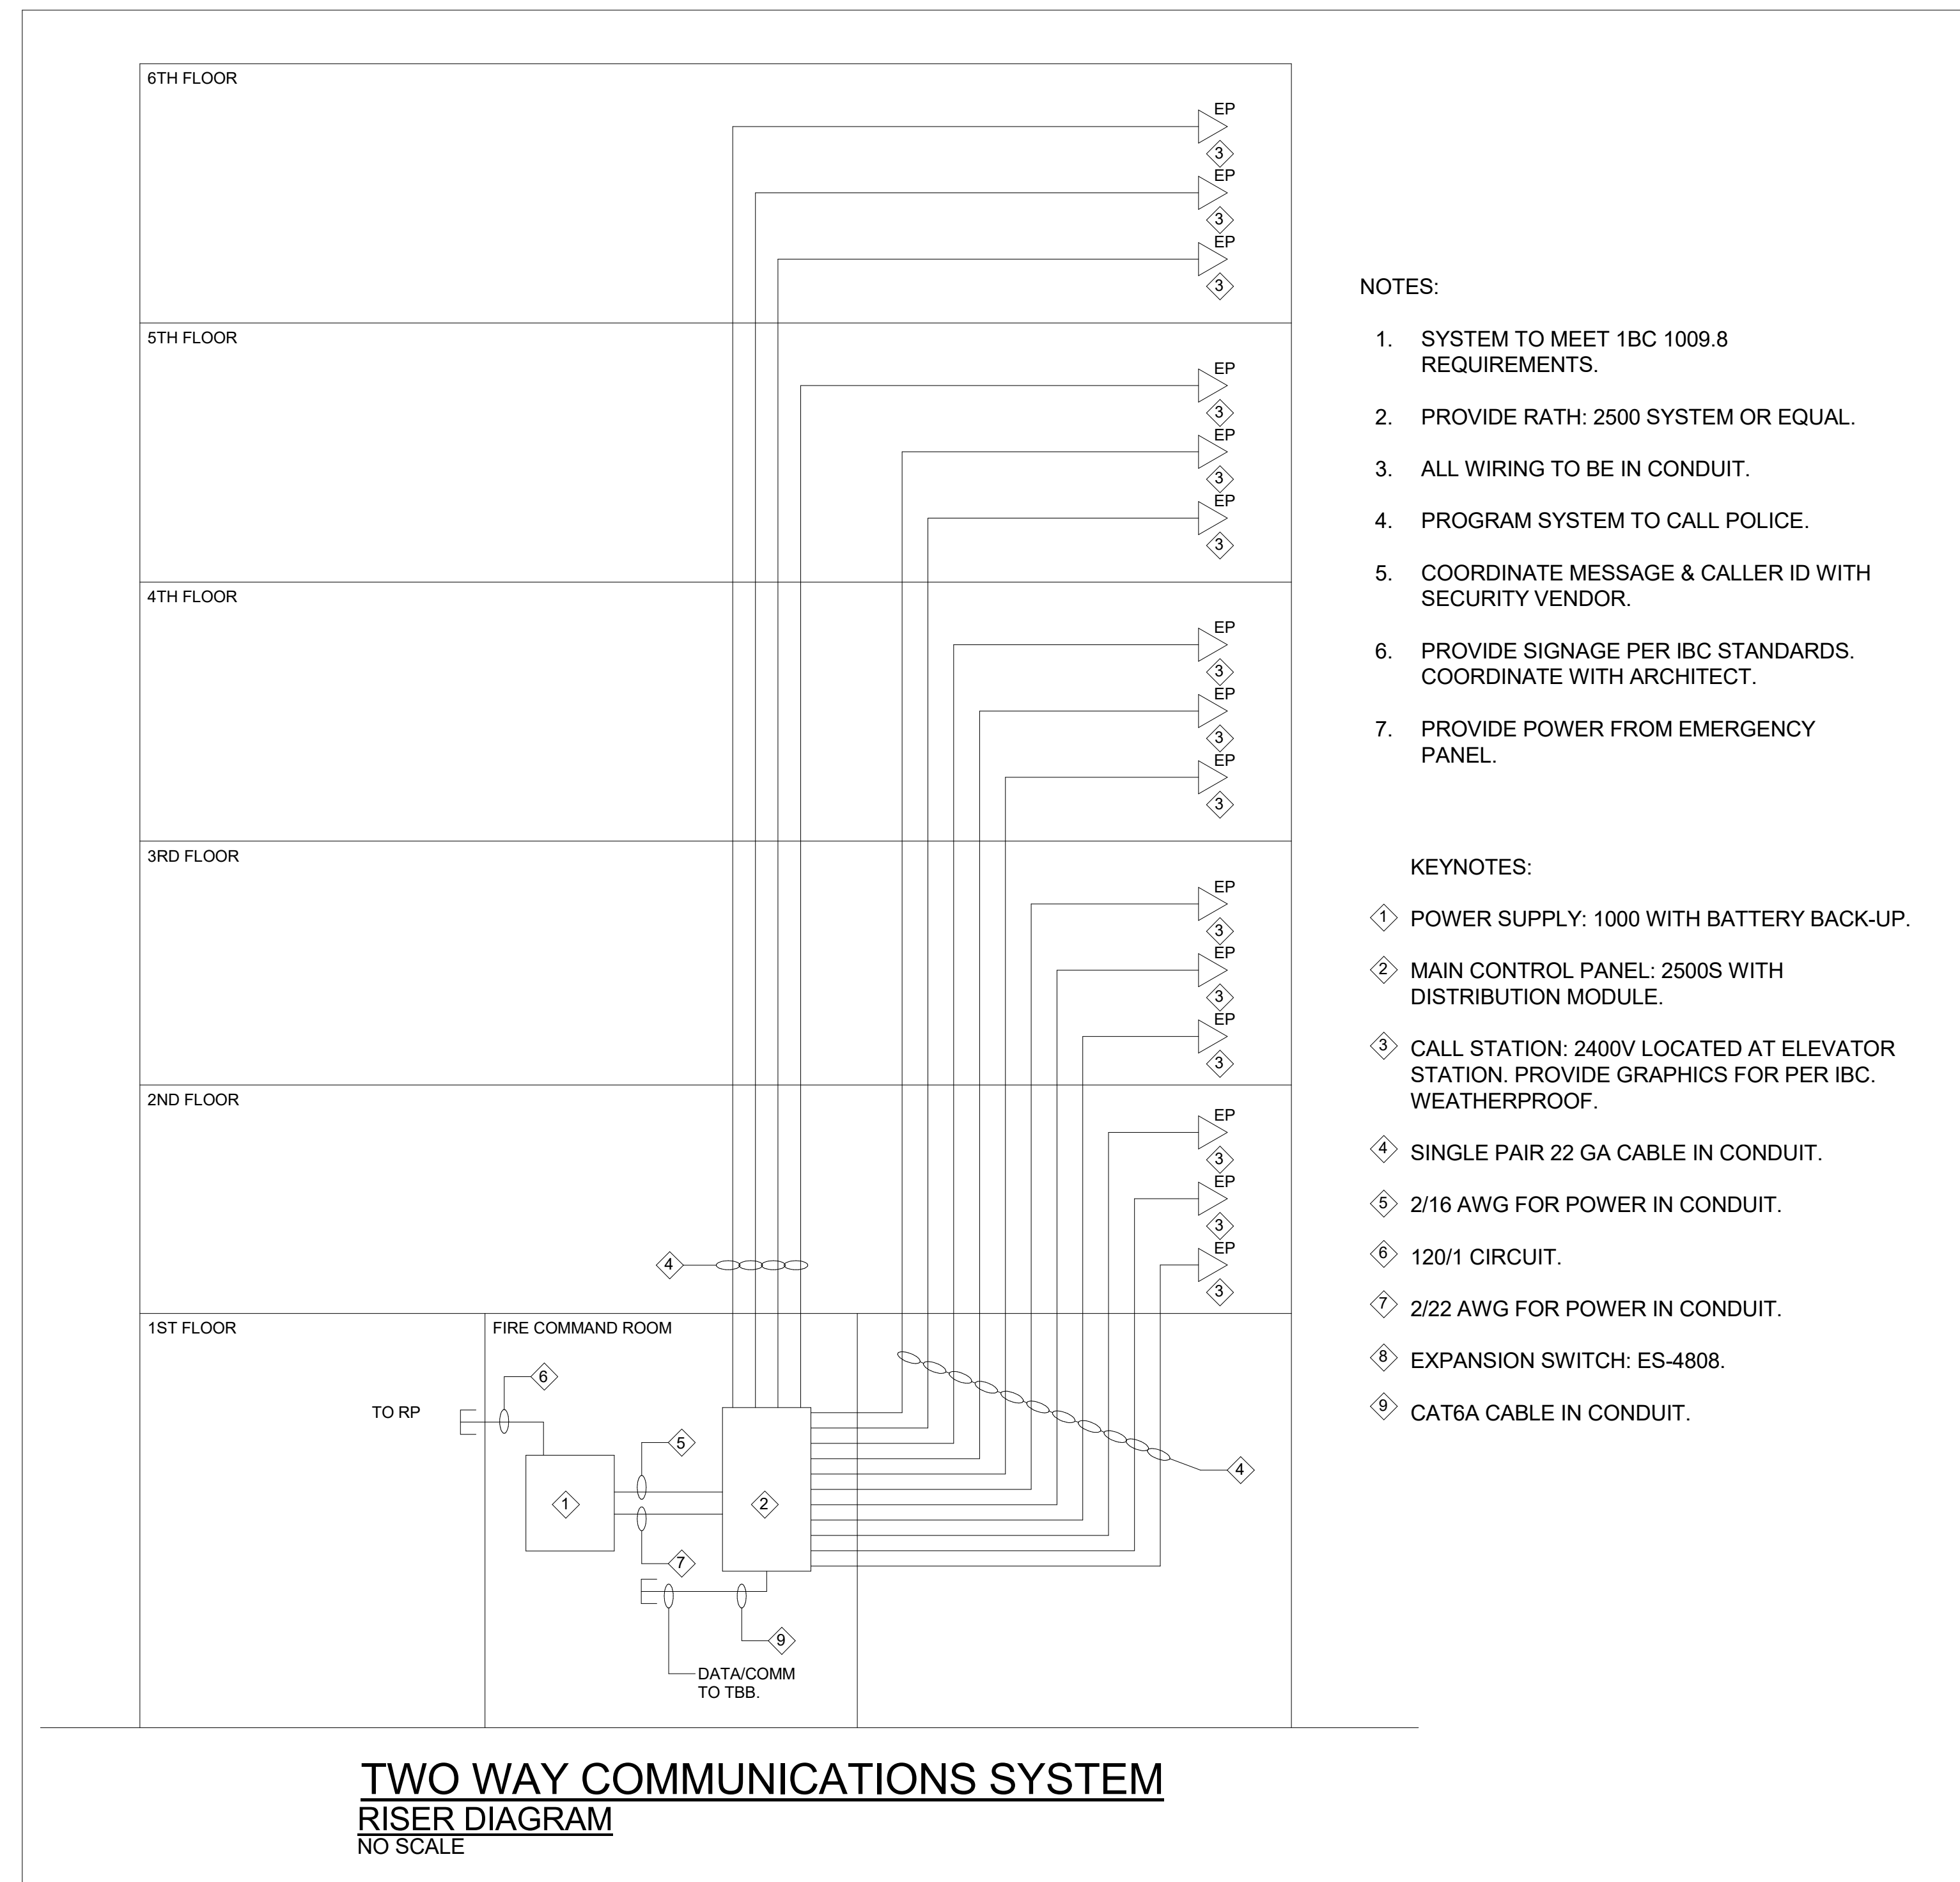 6TH FLOOR
EP
3
EP
3
EP
3
5TH FLOOR
EP
3
EP
3
EP
3
4TH FLOOR
EP
3
EP
3
EP
3
3RD FLOOR
EP
3
EP
3
EP
3
2ND FLOOR
EP
3
EP
3
EP
3
4
1ST FLOOR
FIRE COMMAND ROOM
6
TO RP
5
4
1
2
7
9
DATA/COMM
TO TBB.
NOTES:
1. SYSTEM TO MEET 1BC 1009.8
REQUIREMENTS.
2. PROVIDE RATH: 2500 SYSTEM OR EQUAL.
3. ALL WIRING TO BE IN CONDUIT.
4. PROGRAM SYSTEM TO CALL POLICE.
5. COORDINATE MESSAGE & CALLER ID WITH
SECURITY VENDOR.
6. PROVIDE SIGNAGE PER IBC STANDARDS.
COORDINATE WITH ARCHITECT.
7. PROVIDE POWER FROM EMERGENCY
PANEL.
KEYNOTES:
1 POWER SUPPLY: 1000 WITH BATTERY BACK-UP.
2 MAIN CONTROL PANEL: 2500S WITH
DISTRIBUTION MODULE.
3 CALL STATION: 2400V LOCATED AT ELEVATOR
STATION. PROVIDE GRAPHICS FOR PER IBC.
WEATHERPROOF.
4 SINGLE PAIR 22 GA CABLE IN CONDUIT.
5 2/16 AWG FOR POWER IN CONDUIT.
6 120/1 CIRCUIT.
7 2/22 AWG FOR POWER IN CONDUIT.
8 EXPANSION SWITCH: ES-4808.
9 CAT6A CABLE IN CONDUIT.
TWO WAY COMMUNICATIONS SYSTEM
RISER DIAGRAM
NO SCALE